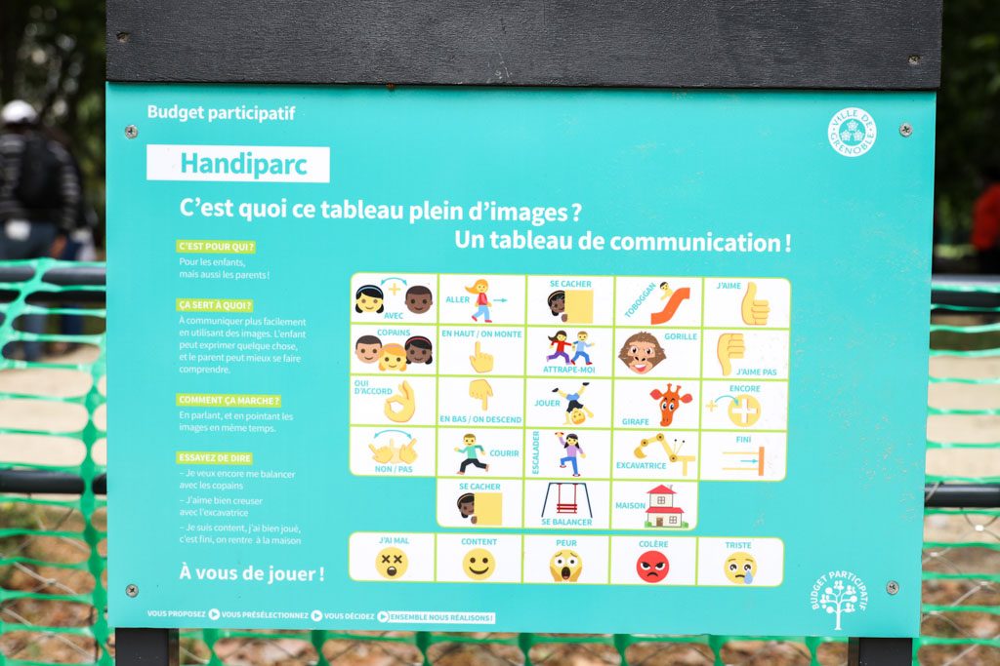 Budget participatif
VILLE DE GRENOBLE
Handiparc
C'est quoi ce tableau plein d'images ?
Un tableau de communication !
C'EST POUR QUI ?
Pour les enfants,
mais aussi les parents !
ÇA SERT À QUOI ?
À communiquer plus facilement
en utilisant des images. L'enfant
peut exprimer quelque chose,
et le parent peut mieux se faire
comprendre.
COMMENT ÇA MARCHE ?
En parlant, et en pointant les
images en même temps.
ESSAYEZ DE DIRE
– Je veux encore me balancer
avec les copains
– J'aime bien creuser
avec l'excavatrice
– Je suis content, j'ai bien joué,
c'est fini, on rentre à la maison
À vous de jouer !
AVEC
ALLER
SE CACHER
TOBOGGAN
J'AIME
COPAINS
EN HAUT / ON MONTE
ATTRAPE-MOI
GORILLE
J'AIME PAS
OUI
D'ACCORD
EN BAS / ON DESCEND
JOUER
GIRAFE
ENCORE
NON / PAS
COURIR
ESCALADER
EXCAVATRICE
FINI
SE CACHER
SE BALANCER
MAISON
J'AI MAL
CONTENT
PEUR
COLÈRE
TRISTE
VOUS PROPOSEZ VOUS PRÉSÉLECTIONNEZ VOUS DÉCIDEZ ENSEMBLE NOUS RÉALISONS !
BUDGET PARTICIPATIF